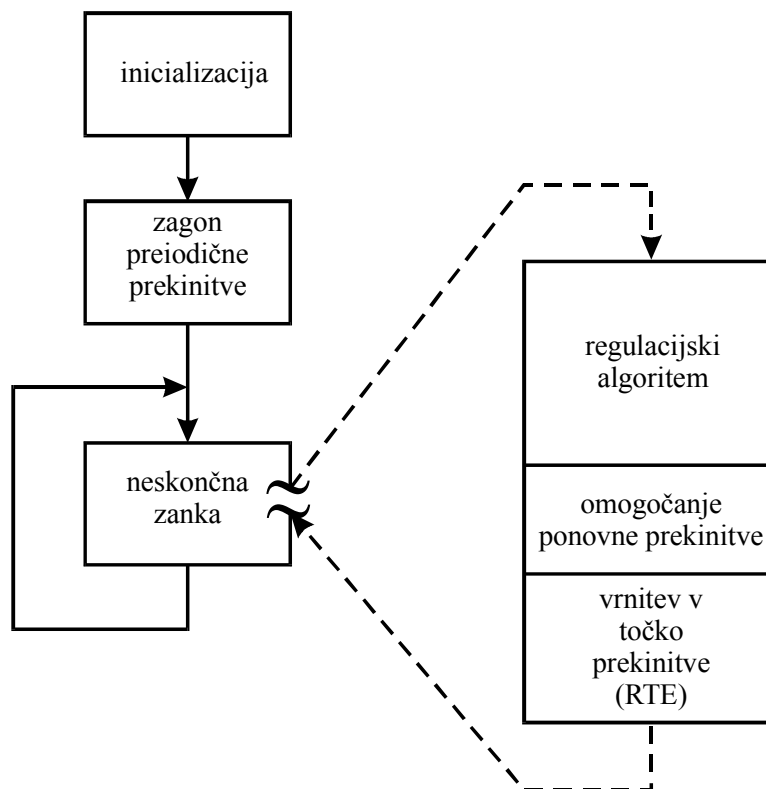 inicializacija
zagon
preiodične
prekinitve
neskončna
zanka
regulacijski
algoritem
omogočanje
ponovne prekinitve
vrnitev v
točko
prekinitve
(RTE)